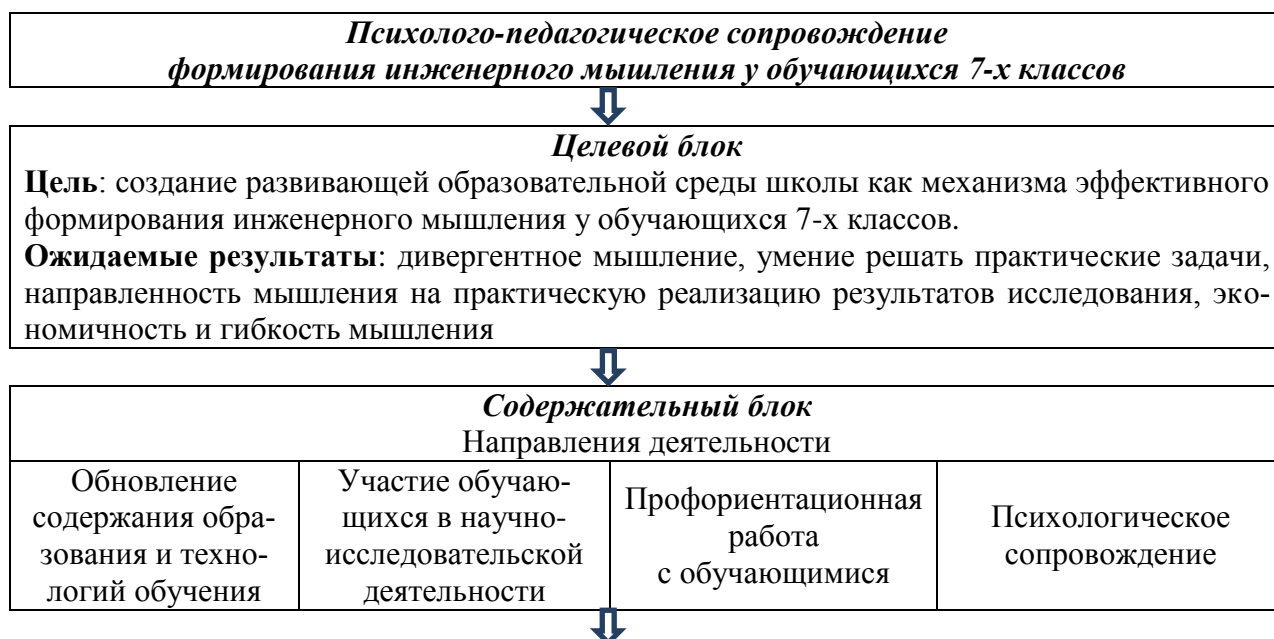 Психолого-педагогическое сопровождение
формирования инженерного мышления у обучающихся 7-х классов
Целевой блок
Цель: создание развивающей образовательной среды школы как механизма эффективного
формирования инженерного мышления у обучающихся 7-х классов.
Ожидаемые результаты: дивергентное мышление, умение решать практические задачи,
направленность мышления на практическую реализацию результатов исследования, эко-
номичность и гибкость мышления
Содержательный блок
Направления деятельности
Обновление
содержания обра-
зования и техно-
логий обучения
Участие обучаю-
щихся в научно-
исследовательской
деятельности
Профориентационная
работа
с обучающимися
Психологическое
сопровождение